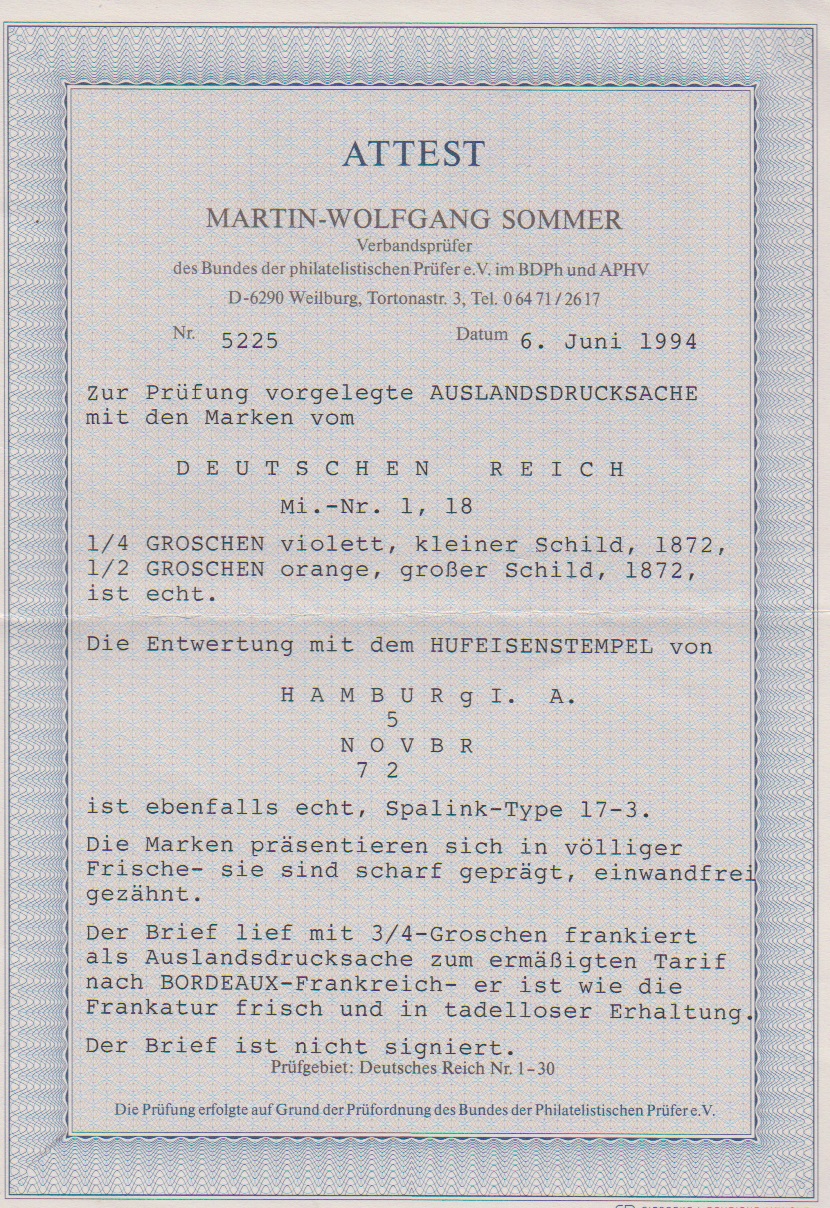 ATTEST
MARTIN-WOLFGANG SOMMER
Verbandsprüfer
des Bundes der philatelistischen Prüfer e.V. im BDPh und APHV
D-6290 Weilburg, Tortonastr. 3, Tel. 0 64 71 / 26 17
Nr. 5225 Datum 6. Juni 1994
Zur Prüfung vorgelegte AUSLANDSDRUCKSACHE
mit den Marken vom
D E U T S C H E N R E I C H
Mi.-Nr. 1, 18
1/4 GROSCHEN violett, kleiner Schild, 1872,
1/2 GROSCHEN orange, großer Schild, 1872,
ist echt.
Die Entwertung mit dem HUFEISENSTEMPEL von
H A M B U R g I. A.
5
N O V B R
7 2
ist ebenfalls echt, Spalink-Type 17-3.
Die Marken präsentieren sich in völliger
Frische- sie sind scharf geprägt, einwandfrei
gezähnt.
Der Brief lief mit 3/4-Groschen frankiert
als Auslandsdrucksache zum ermäßigten Tarif
nach BORDEAUX-Frankreich- er ist wie die
Frankatur frisch und in tadelloser Erhaltung.
Der Brief ist nicht signiert.
Prüfgebiet: Deutsches Reich Nr. 1-30
Die Prüfung erfolgte auf Grund der Prüfordnung des Bundes der Philatelistischen Prüfer e.V.